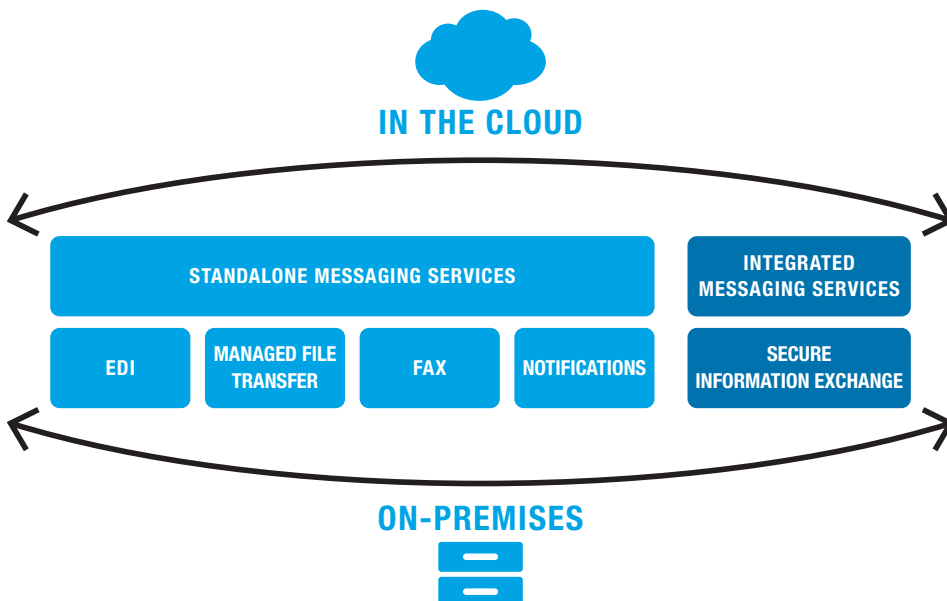 IN THE CLOUD
STANDALONE MESSAGING SERVICES
INTEGRATED
MESSAGING SERVICES
EDI
MANAGED FILE
TRANSFER
FAX
NOTIFICATIONS
SECURE
INFORMATION EXCHANGE
ON-PREMISES